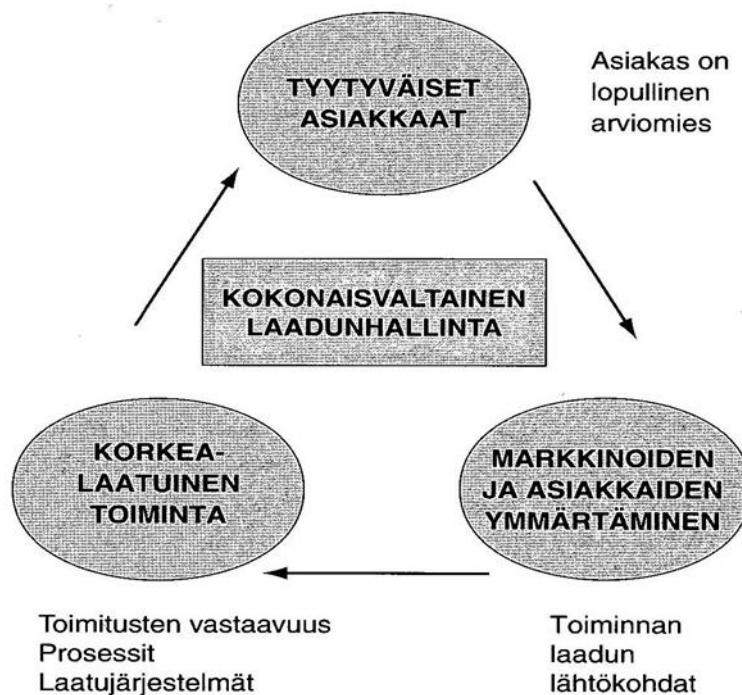 TYYTYVÄISET
ASIAKKAAT
Asiakas on
lopullinen
arviomies
KOKONAISVALTAINEN
LAADUNHALLINTA
KORKEA-
LAATUINEN
TOIMINTA
MARKKINOIDEN
JA ASIAKKAIDEN
YMMÄRTÄMINEN
Toimitusten vastaavuus
Prosessit
Laatujärjestelmät
Toiminnan
laadun
lähtökohdat